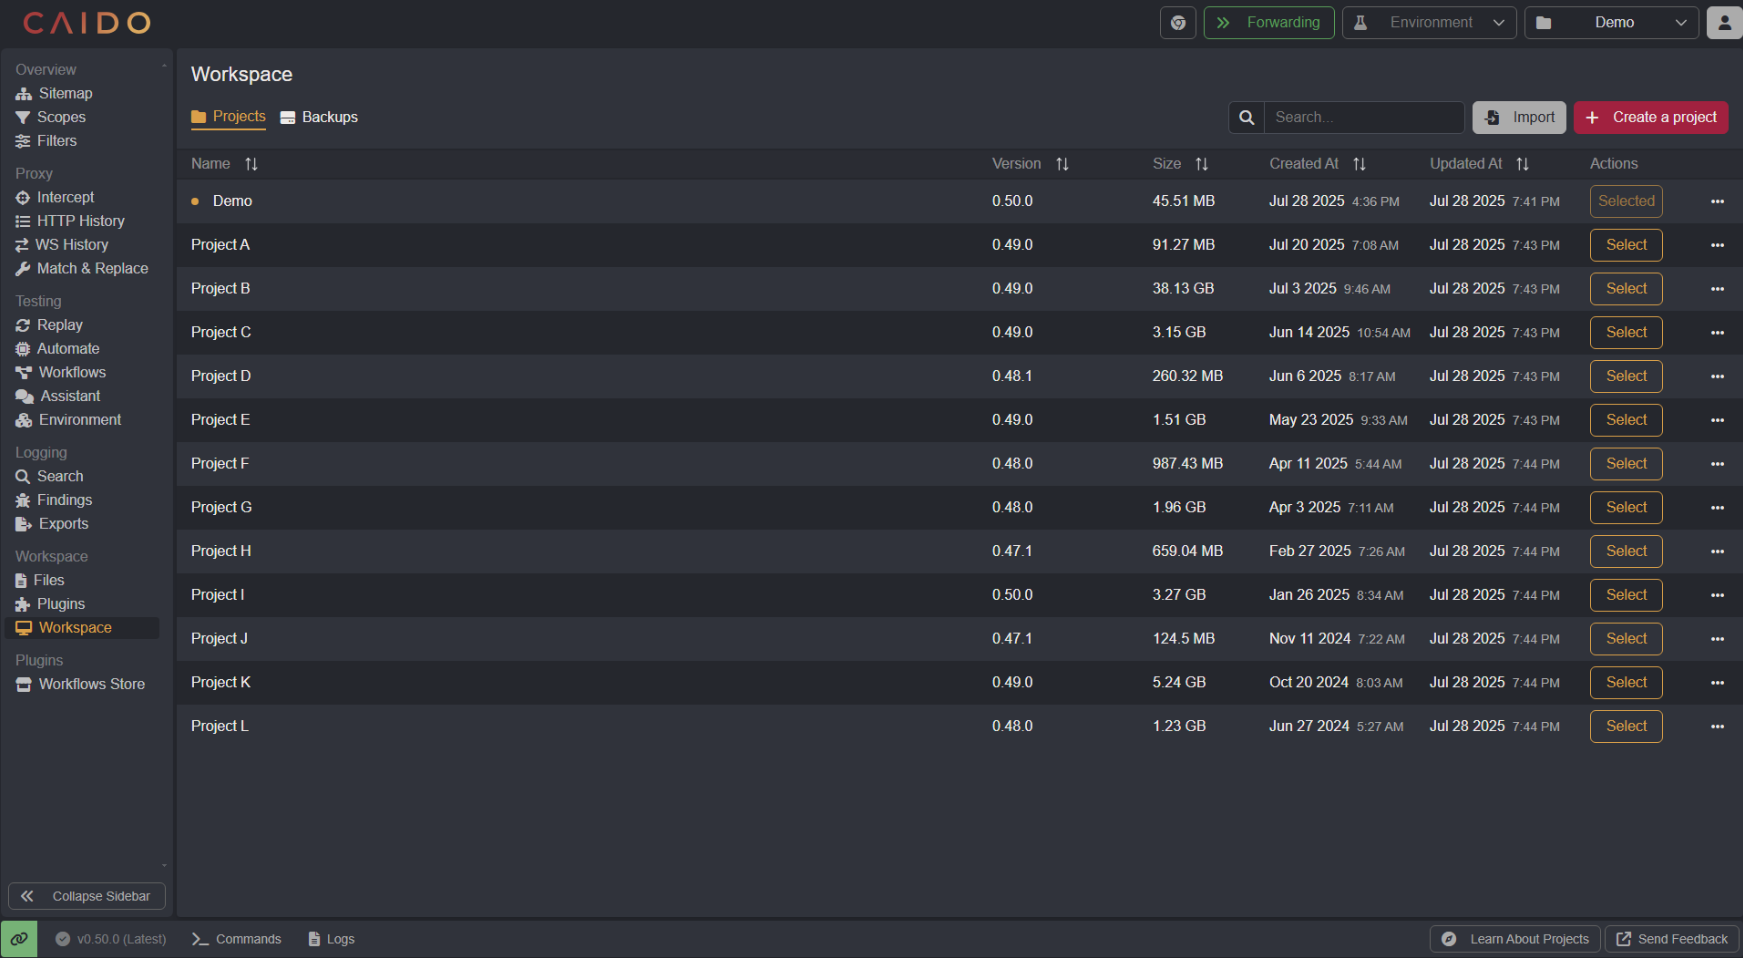 CAIDO
Forwarding
Environment
Demo
Overview
Sitemap
Scopes
Filters
Proxy
Intercept
HTTP History
WS History
Match & Replace
Testing
Replay
Automate
Workflows
Assistant
Environment
Logging
Search
Findings
Exports
Workspace
Files
Plugins
Workspace
Plugins
Workflows Store
Collapse Sidebar
Workspace
Projects Backups
Search...
Import
Create a project
Name Version Size Created At Updated At Actions
Demo 0.50.0 45.51 MB Jul 28 2025 4:36 PM Jul 28 2025 7:41 PM Selected
Project A 0.49.0 91.27 MB Jul 20 2025 7:08 AM Jul 28 2025 7:43 PM Select
Project B 0.49.0 38.13 GB Jul 3 2025 9:46 AM Jul 28 2025 7:43 PM Select
Project C 0.49.0 3.15 GB Jun 14 2025 10:54 AM Jul 28 2025 7:43 PM Select
Project D 0.48.1 260.32 MB Jun 6 2025 8:17 AM Jul 28 2025 7:43 PM Select
Project E 0.49.0 1.51 GB May 23 2025 9:33 AM Jul 28 2025 7:43 PM Select
Project F 0.48.0 987.43 MB Apr 11 2025 5:44 AM Jul 28 2025 7:44 PM Select
Project G 0.48.0 1.96 GB Apr 3 2025 7:11 AM Jul 28 2025 7:44 PM Select
Project H 0.47.1 659.04 MB Feb 27 2025 7:26 AM Jul 28 2025 7:44 PM Select
Project I 0.50.0 3.27 GB Jan 26 2025 8:34 AM Jul 28 2025 7:44 PM Select
Project J 0.47.1 124.5 MB Nov 11 2024 7:22 AM Jul 28 2025 7:44 PM Select
Project K 0.49.0 5.24 GB Oct 20 2024 8:03 AM Jul 28 2025 7:44 PM Select
Project L 0.48.0 1.23 GB Jun 27 2024 5:27 AM Jul 28 2025 7:44 PM Select
v0.50.0 (Latest) Commands Logs Learn About Projects Send Feedback